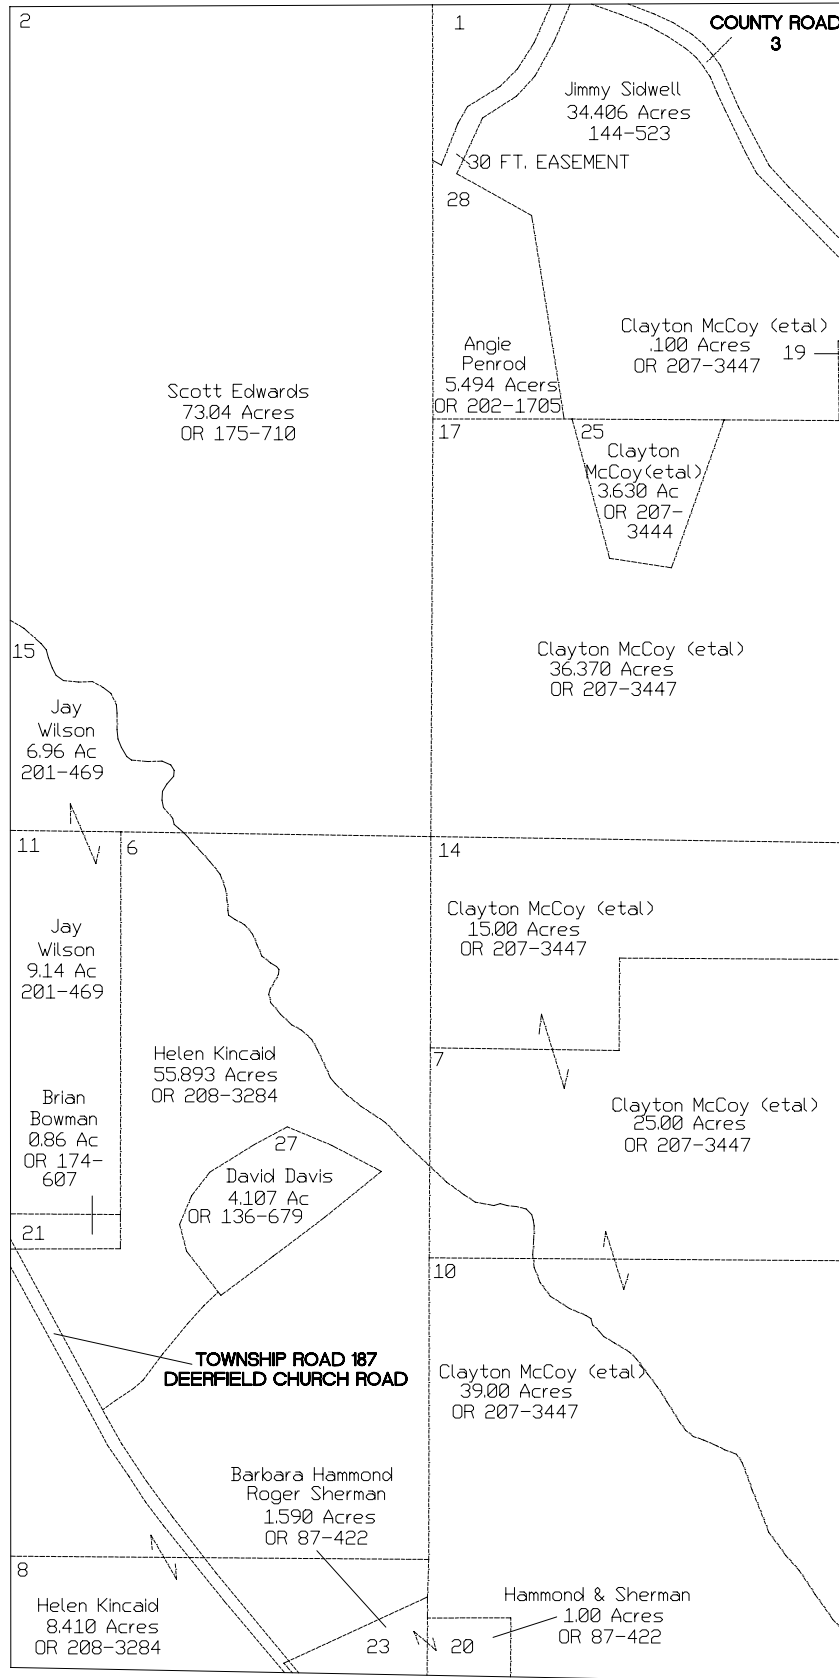 2
1
COUNTY ROAD
3
Jimmy Sidwell
34.406 Acres
144-523
30 FT. EASEMENT
28
Clayton McCoy (etal)
.100 Acres
OR 207-3447
19
Angie
Penrod
5.494 Acers
OR 202-1705
Scott Edwards
73.04 Acres
OR 175-710
17
25
Clayton
McCoy(etal)
3.630 Ac
OR 207-
3444
15
Clayton McCoy (etal)
36.370 Acres
OR 207-3447
Jay
Wilson
6.96 Ac
201-469
11
6
14
Jay
Wilson
9.14 Ac
201-469
Clayton McCoy (etal)
15.00 Acres
OR 207-3447
7
Helen Kincaid
55.893 Acres
OR 208-3284
Brian
Bowman
0.86 Ac
OR 174-
607
Clayton McCoy (etal)
25.00 Acres
OR 207-3447
27
David Davis
4.107 Ac
OR 136-679
21
10
TOWNSHIP ROAD 187
DEERFIELD CHURCH ROAD
Clayton McCoy (etal)
39.00 Acres
OR 207-3447
Barbara Hammond
Roger Sherman
1.590 Acres
OR 87-422
8
Helen Kincaid
8.410 Acres
OR 208-3284
Hammond & Sherman
1.00 Acres
OR 87-422
23
20